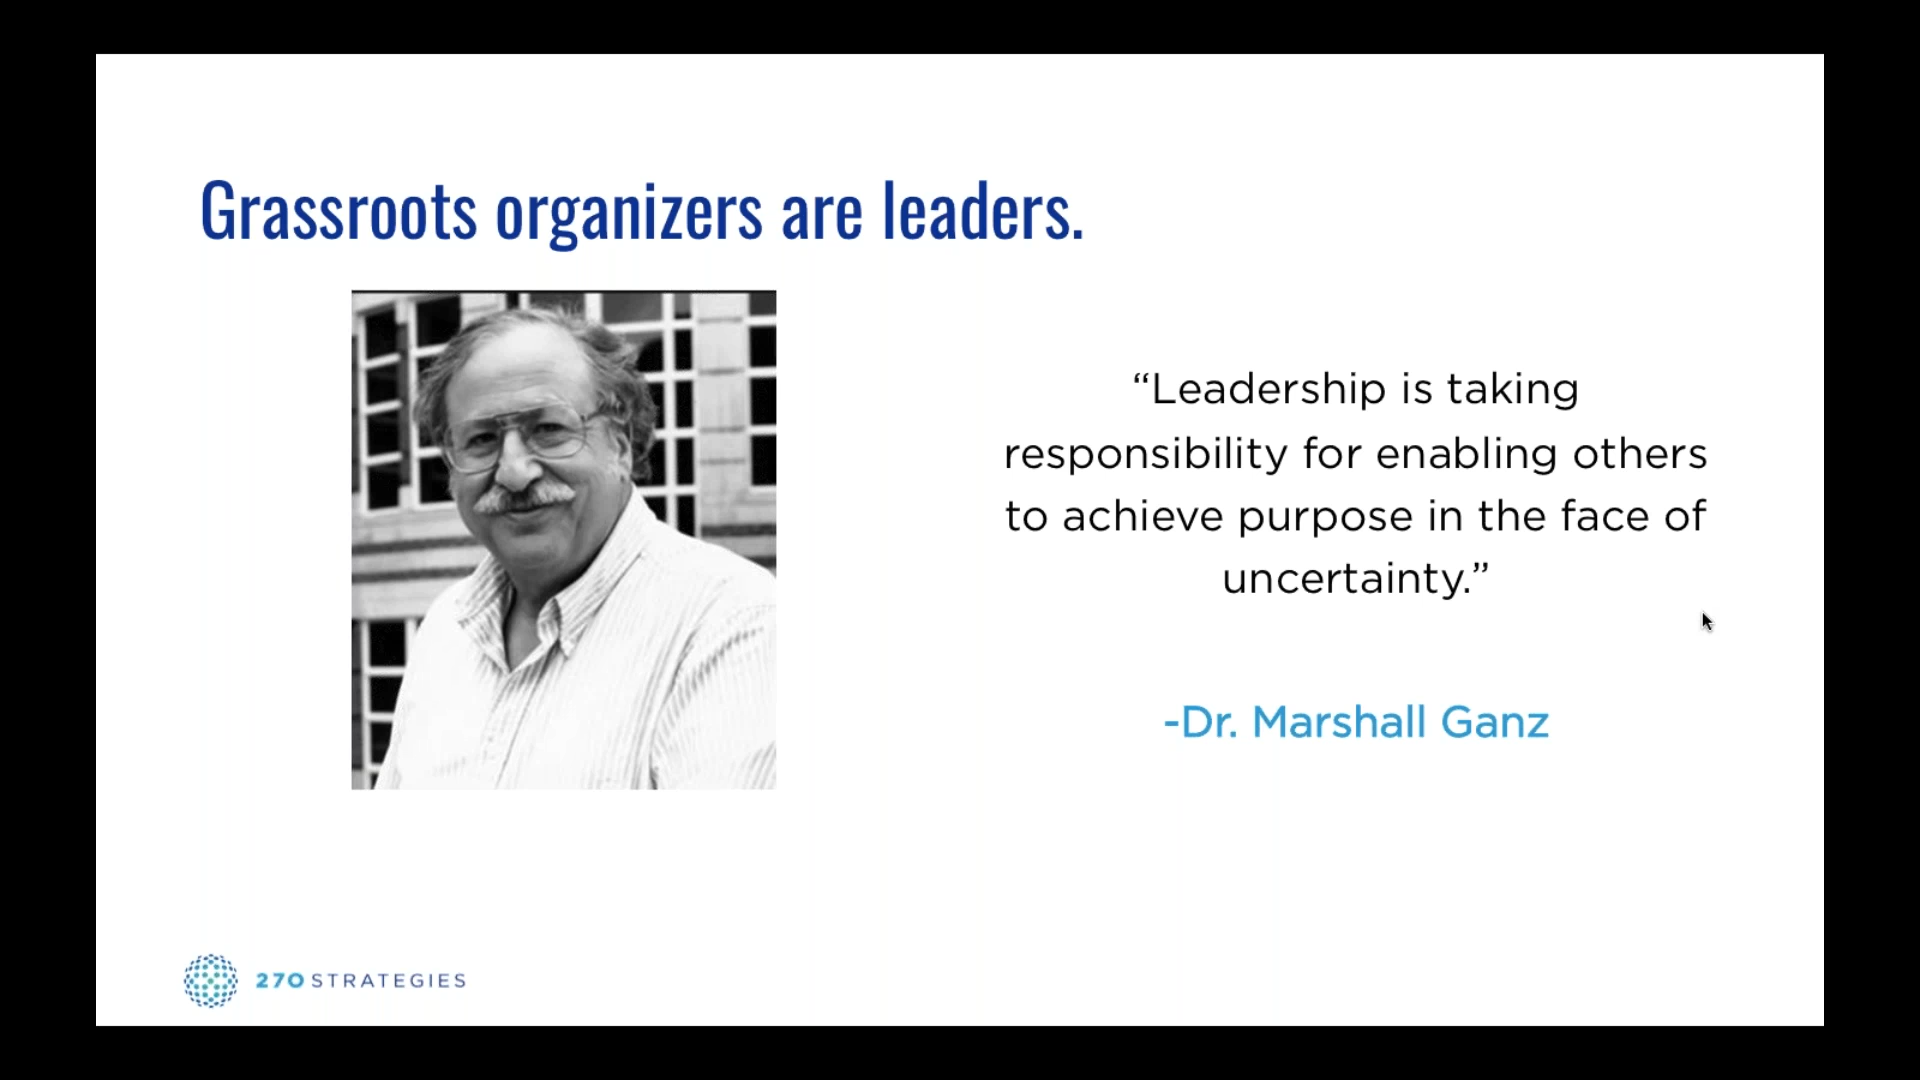 Grassroots organizers are leaders.
“Leadership is taking
responsibility for enabling others
to achieve purpose in the face of
uncertainty.”
-Dr. Marshall Ganz
270 STRATEGIES